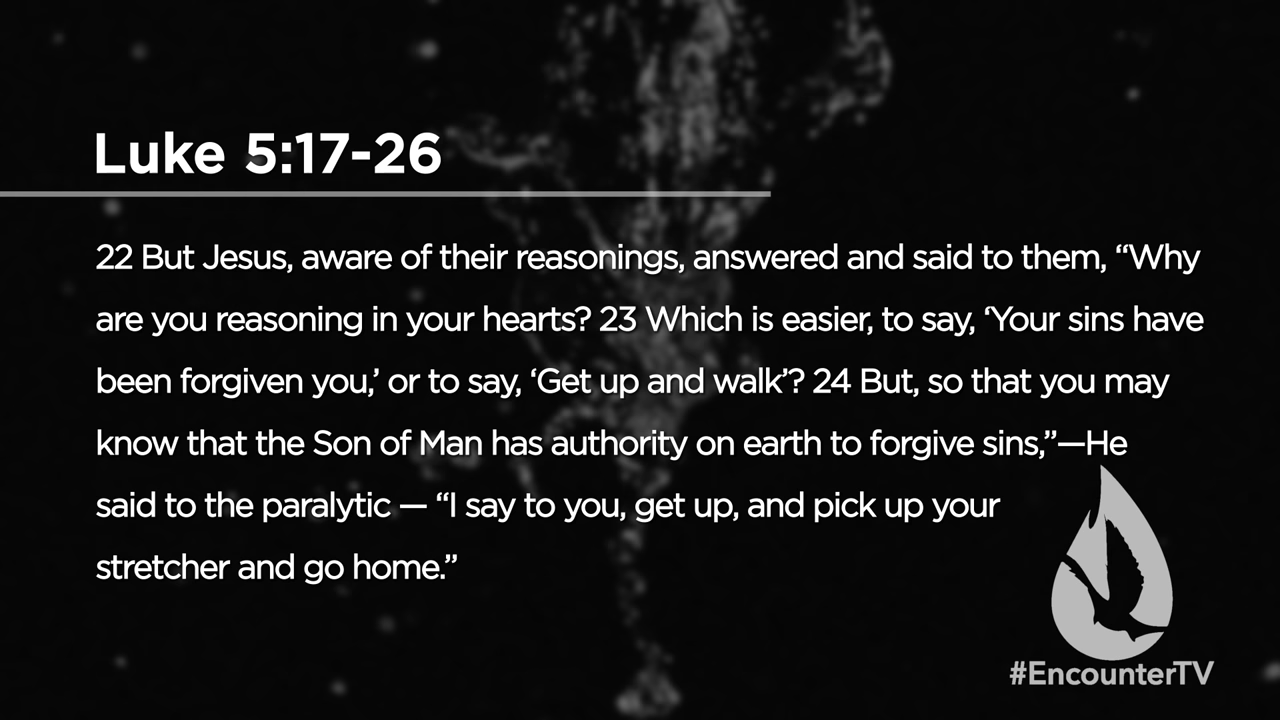 Luke 5:17-26
22 But Jesus, aware of their reasonings, answered and said to them, “Why
are you reasoning in your hearts? 23 Which is easier, to say, ‘Your sins have
been forgiven you,’ or to say, ‘Get up and walk’? 24 But, so that you may
know that the Son of Man has authority on earth to forgive sins,”—He
said to the paralytic — “I say to you, get up, and pick up your
stretcher and go home.”
#EncounterTV